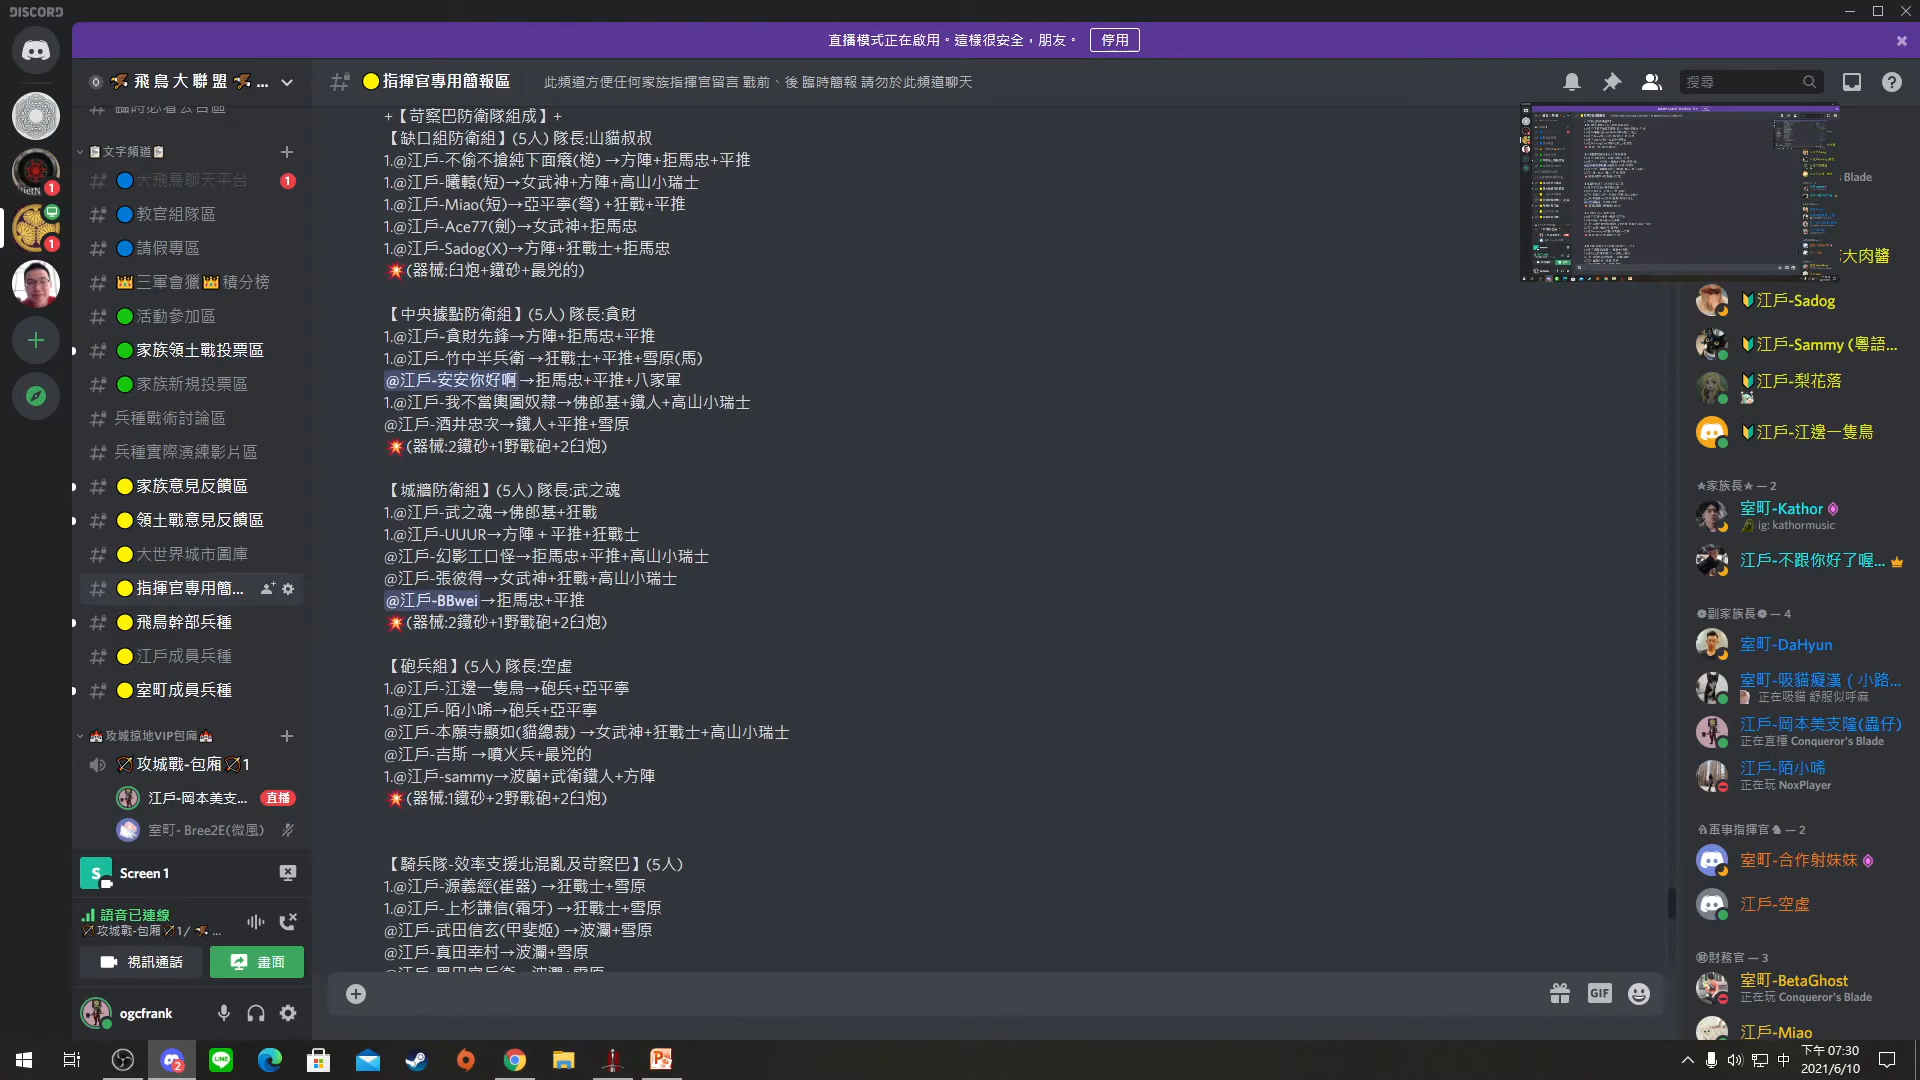 DISCORD
直播模式正在啟用。這樣很安全，朋友。
停用
飛鳥大聯盟 ...
指揮官專用簡報區
此頻道方便任何家族指揮官留言 戰前、後 臨時簡報 請勿於此頻道聊天
搜尋
臨時必看公告區
文字頻道
大飛鳥聊天平台
1
教官組隊區
請假專區
三軍會獵 積分榜
活動參加區
家族領土戰投票區
家族新規投票區
兵種戰術討論區
兵種實際演練影片區
家族意見反饋區
領土戰意見反饋區
大世界城市圖庫
指揮官專用簡...
飛鳥幹部兵種
江戶成員兵種
室町成員兵種
攻城掠地VIP包廂
攻城戰-包廂 1
江戶-岡本美支...
直播
室町- Bree2E(微風)
S
Screen 1
語音已連線
攻城戰-包廂 1/ ...
視訊通話
畫面
ogcfrank
+【苛察巴防衛隊組成】+
【缺口組防衛組】(5人) 隊長:山貓叔叔
1.@江戶-不偷不搶純下面癢(槌) →方陣+拒馬忠+平推
1.@江戶-曦轅(短)→女武神+方陣+高山小瑞士
1.@江戶-Miao(短)→亞平寧(弩) +狂戰+平推
1.@江戶-Ace77(劍)→女武神+拒馬忠
1.@江戶-Sadog(X)→方陣+狂戰士+拒馬忠
(器械:臼炮+鐵砂+最兇的)
【中央據點防衛組】(5人) 隊長:貪財
1.@江戶-貪財先鋒→方陣+拒馬忠+平推
1.@江戶-竹中半兵衛 →狂戰士+平推+雪原(馬)
@江戶-安安你好啊 →拒馬忠+平推+八家軍
1.@江戶-我不當輿圖奴隸→佛郎基+鐵人+高山小瑞士
@江戶-酒井忠次→鐵人+平推+雪原
(器械:2鐵砂+1野戰砲+2臼炮)
【城牆防衛組】(5人) 隊長:武之魂
1.@江戶-武之魂→佛郎基+狂戰
1.@江戶-UUUR→方陣 + 平推+狂戰士
@江戶-幻影工口怪→拒馬忠+平推+高山小瑞士
@江戶-張彼得→女武神+狂戰+高山小瑞士
@江戶-BBwei →拒馬忠+平推
(器械:2鐵砂+1野戰砲+2臼炮)
【砲兵組】(5人) 隊長:空虛
1.@江戶-江邊一隻鳥→砲兵+亞平寧
1.@江戶-陌小唏→砲兵+亞平寧
@江戶-本願寺顯如(貓總裁) →女武神+狂戰士+高山小瑞士
@江戶-吉斯 →噴火兵+最兇的
1.@江戶-sammy→波蘭+武衛鐵人+方陣
(器械:1鐵砂+2野戰砲+2臼炮)
【騎兵隊-效率支援北混亂及苛察巴】(5人)
1.@江戶-源義經(崔器) →狂戰士+雪原
1.@江戶-上杉謙信(霜牙) →狂戰士+雪原
@江戶-武田信玄(甲斐姬) →波瀾+雪原
@江戶-真田幸村→波瀾+雪原
GIF
Blade
大肉醬
江戶-Sadog
江戶-Sammy (粵語...
江戶-梨花落
江戶-江邊一隻鳥
★家族長★ — 2
室町-Kathor
ig: kathormusic
江戶-不跟你好了喔...
副家族長 — 4
室町-DaHyun
室町-吸貓癡漢（小路...
正在吸貓 舒服似呼麻
江戶-岡本美支隆(蟲仔)
正在直播 Conqueror's Blade
江戶-陌小唏
正在玩 NoxPlayer
軍事指揮官 — 2
室町-合作射妹妹
江戶-空虛
財務官 — 3
室町-BetaGhost
正在玩 Conqueror's Blade
江戶-Miao
中
下午 07:30
2021/6/10